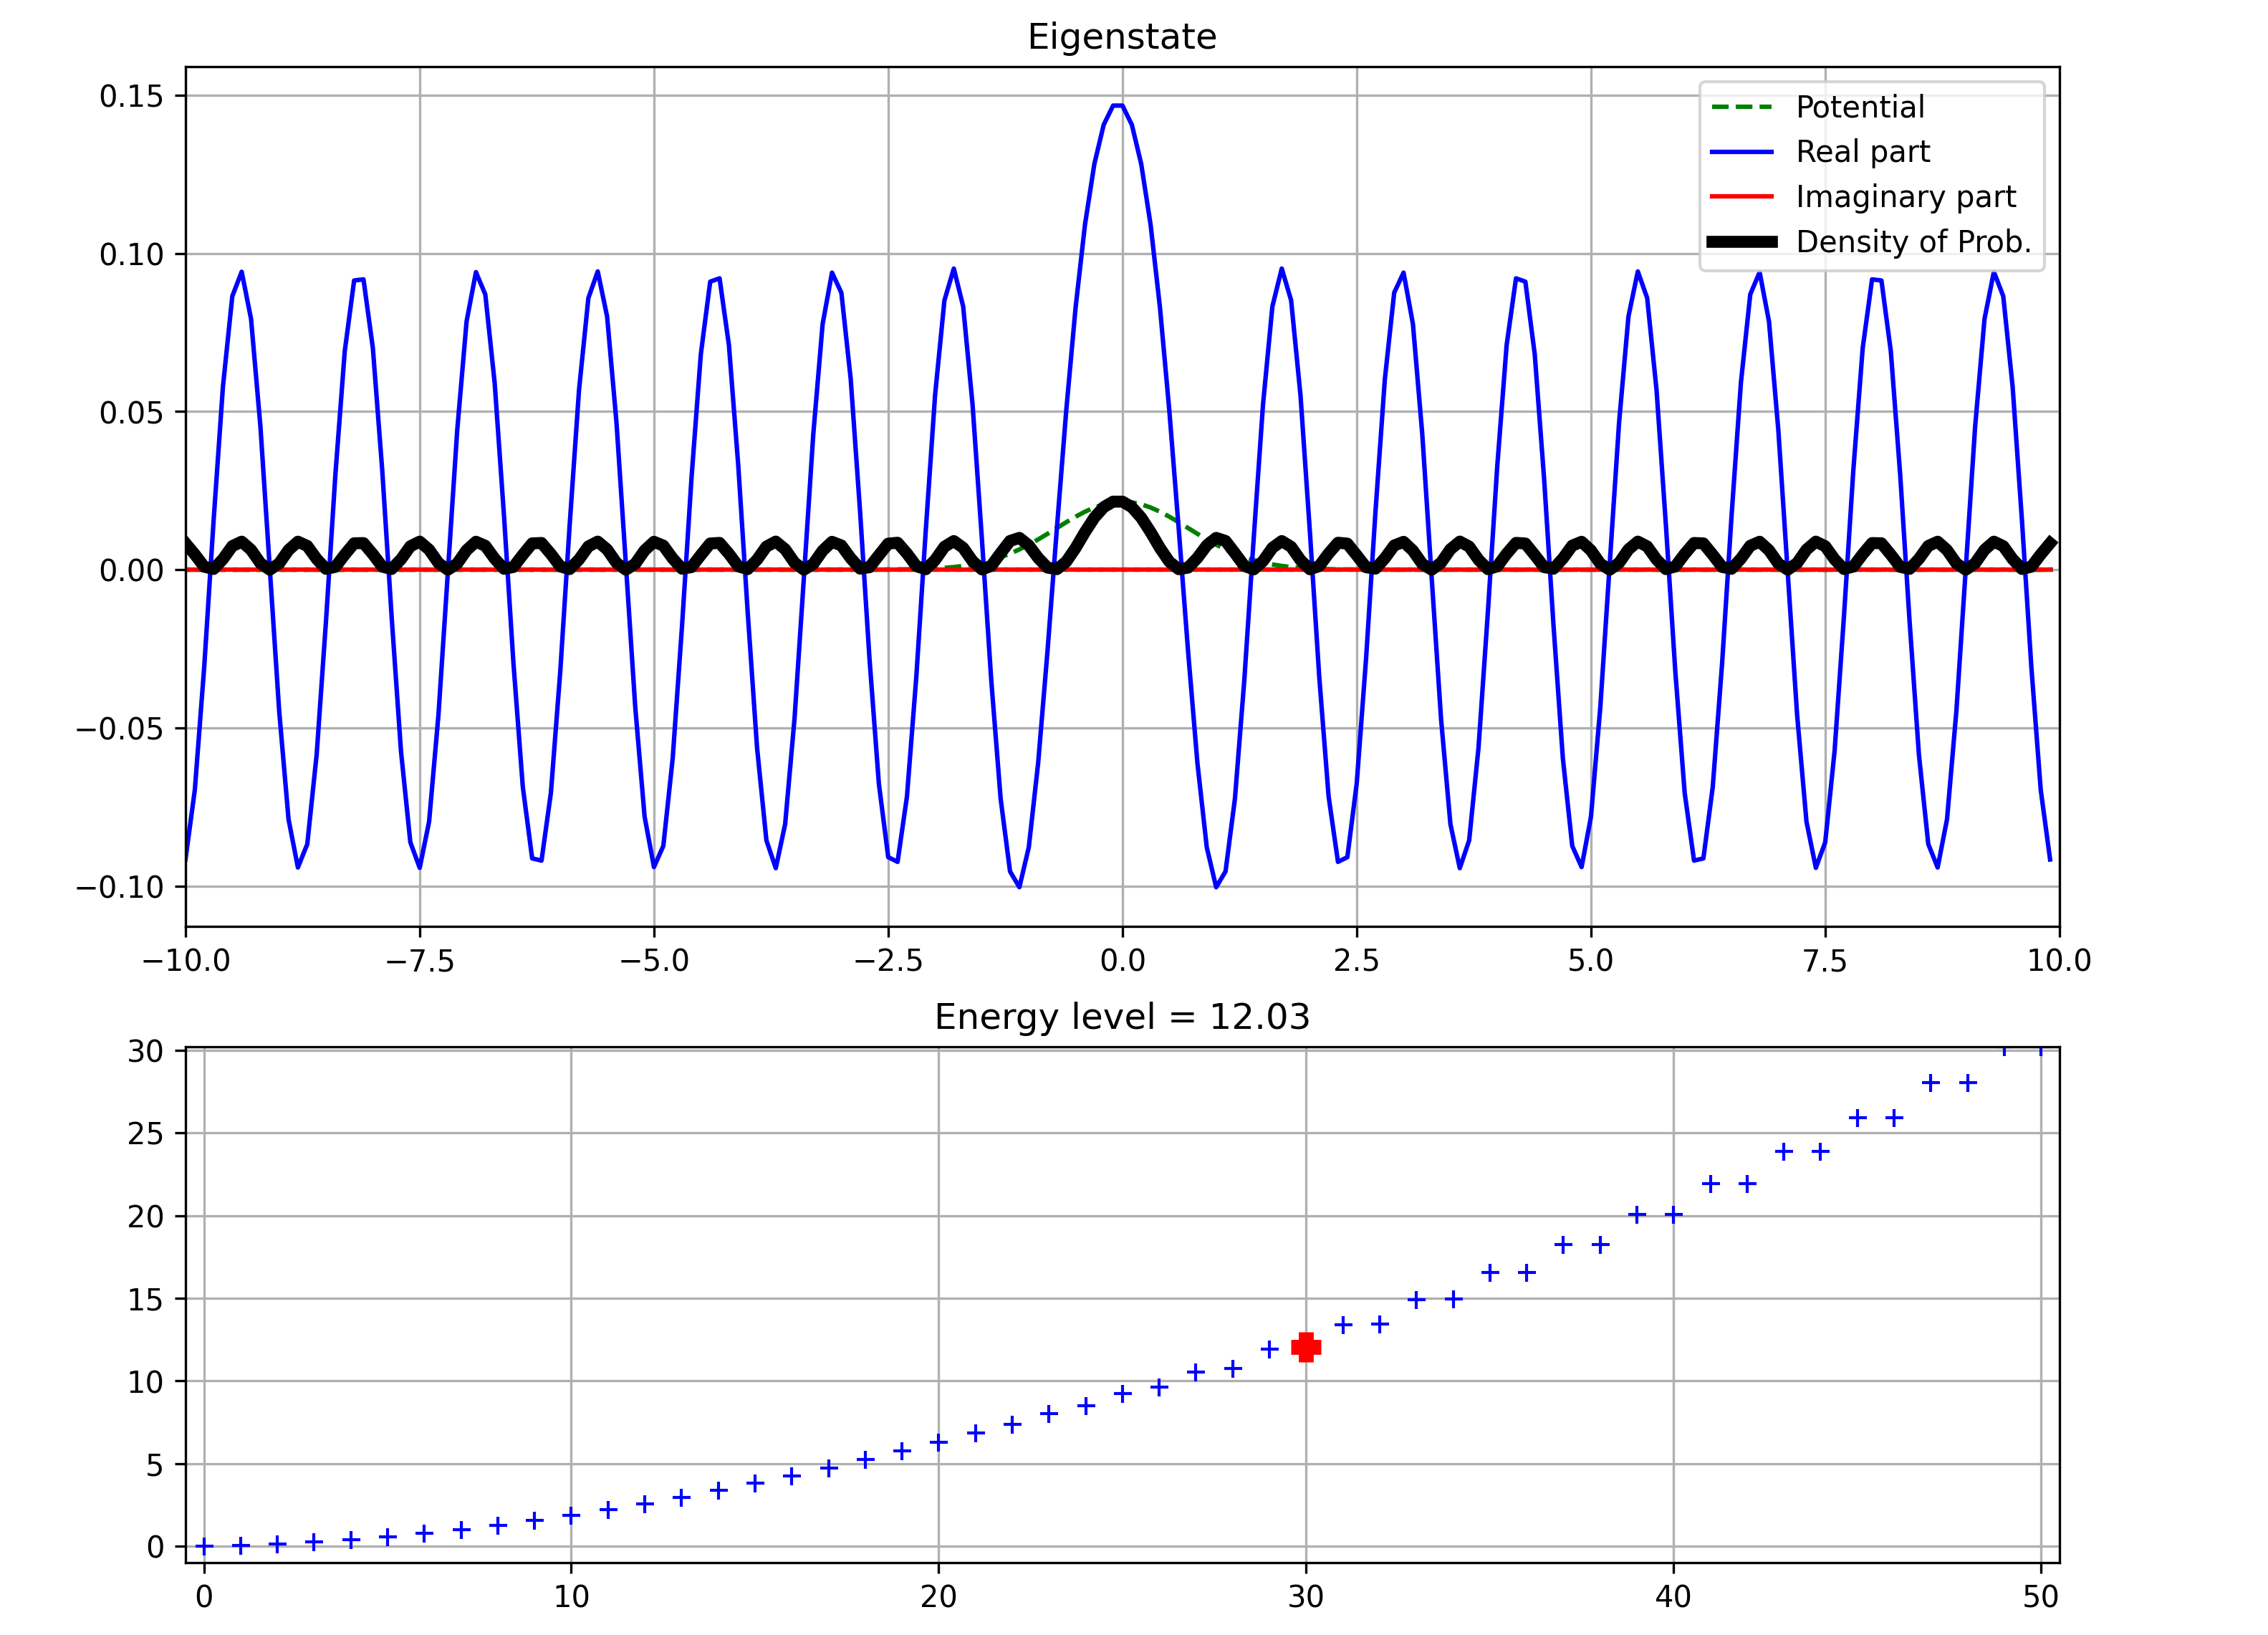 Eigenstate
0.15
0.10
0.05
0.00
−0.05
−0.10
Potential
Real part
Imaginary part
Density of Prob.
−10.0 −7.5 −5.0 −2.5 0.0 2.5 5.0 7.5 10.0
Energy level = 12.03
30
25
20
15
10
5
0
0 10 20 30 40 50